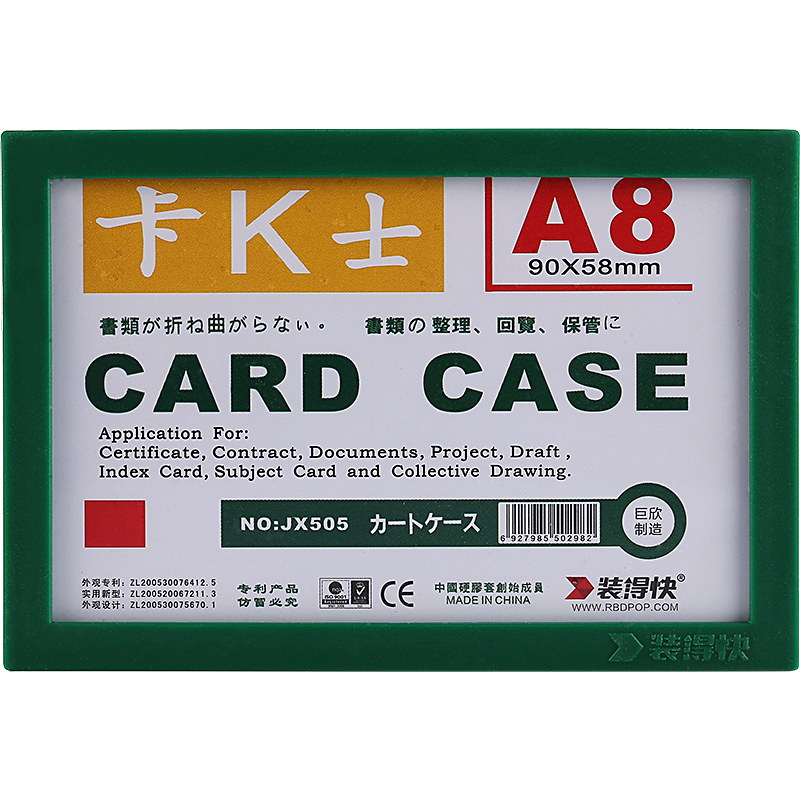 卡K士
A8
90X58mm
書類が折ね曲がらなぃ。 書類の整理、回覽、保管に
CARD CASE
Application For:
Certificate, Contract, Documents, Project, Draft ,
Index Card, Subject Card and Collective Drawing.
NO:JX505 カートケース
6 927985 502982
巨欣
制造
外观专利: ZL200530076412.5
实用新型: ZL200520067211.3
外观设计: ZL200530075670.1
专利产品
仿冒必究
ISO 9001
CE
中國硬膠套創始成員
MADE IN CHINA
装得快®
WWW.RBDPOP.COM
装得快